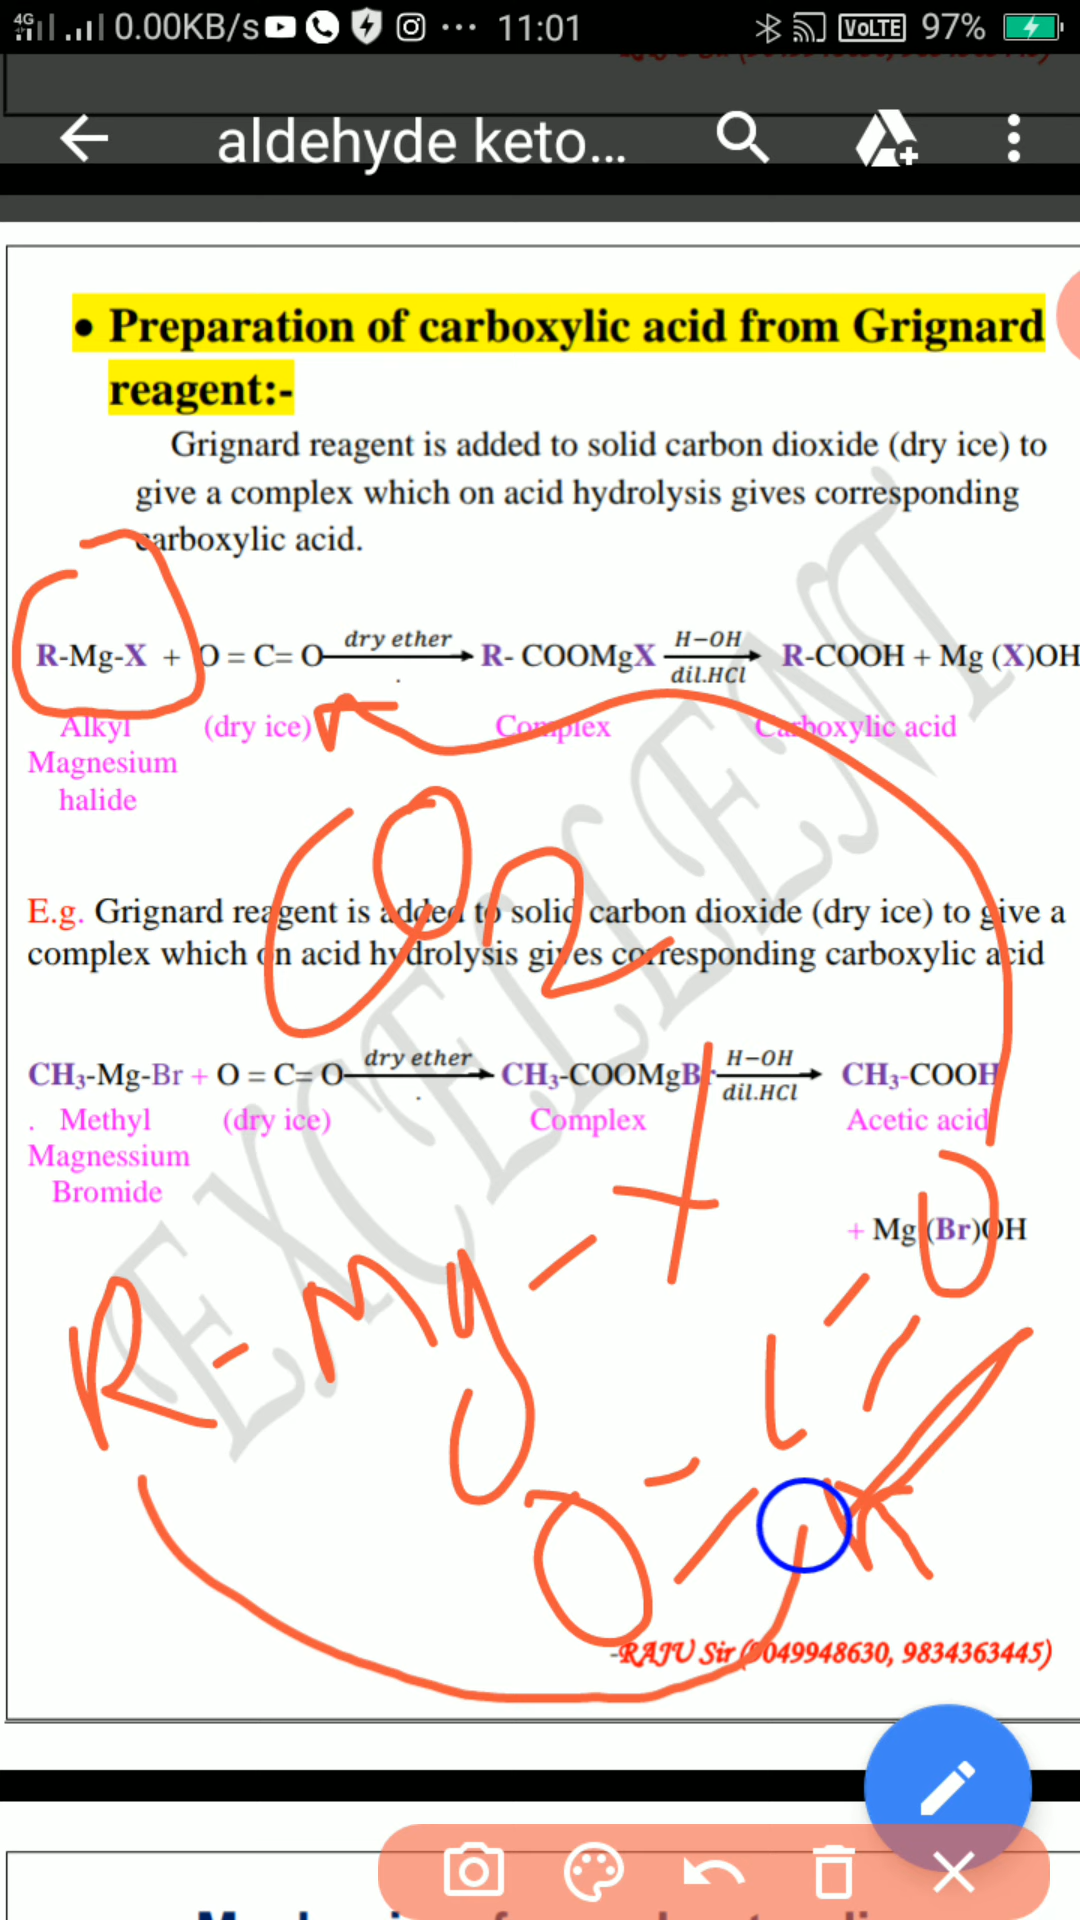 4G 0.00KB/s ... 11:01 VoLTE 97%
aldehyde keto...
• Preparation of carboxylic acid from Grignard
reagent:-
Grignard reagent is added to solid carbon dioxide (dry ice) to
give a complex which on acid hydrolysis gives corresponding
carboxylic acid.
R-Mg-X + O = C= O dry ether R- COOMgX H-OH dil.HCl R-COOH + Mg (X)OH
Alkyl (dry ice) Complex Carboxylic acid
Magnesium
halide
CO2
E.g. Grignard reagent is added to solid carbon dioxide (dry ice) to give a
complex which on acid hydrolysis gives corresponding carboxylic acid
CH3-Mg-Br + O = C= O dry ether CH3-COOMgBr H-OH dil.HCl CH3-COOH
. Methyl (dry ice) Complex Acetic acid
Magnessium
Bromide
+ Mg (Br)OH
R-Mg-X
EXCELLENT
-RAJU Sir (9049948630, 9834363445)